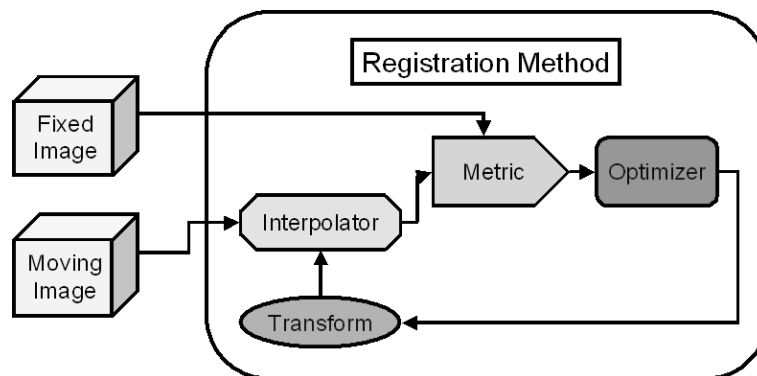 Registration Method
Fixed
Image
Metric
Optimizer
Interpolator
Moving
Image
Transform